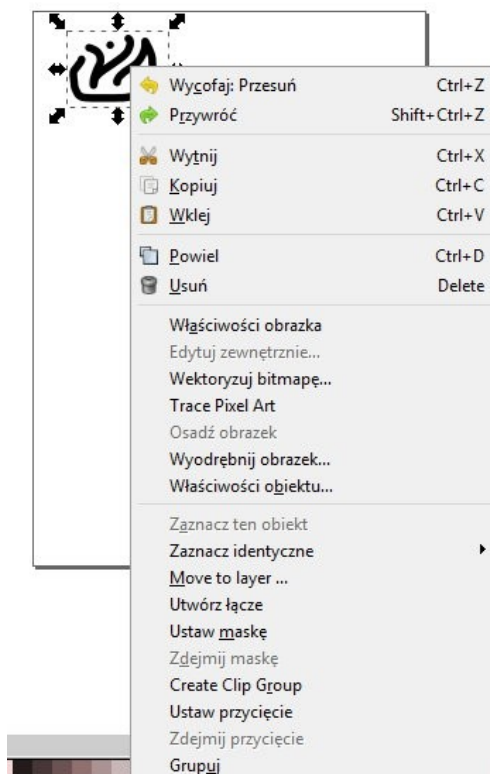 Wycofaj: Przesuń Ctrl+Z
Przywróć Shift+Ctrl+Z
Wytnij Ctrl+X
Kopiuj Ctrl+C
Wklej Ctrl+V
Powiel Ctrl+D
Usuń Delete
Właściwości obrazka
Edytuj zewnętrznie...
Wektoryzuj bitmapę...
Trace Pixel Art
Osadź obrazek
Wyodrębnij obrazek...
Właściwości obiektu...
Zaznacz ten obiekt
Zaznacz identyczne
Move to layer ...
Utwórz łącze
Ustaw maskę
Zdejmij maskę
Create Clip Group
Ustaw przycięcie
Zdejmij przycięcie
Grupuj